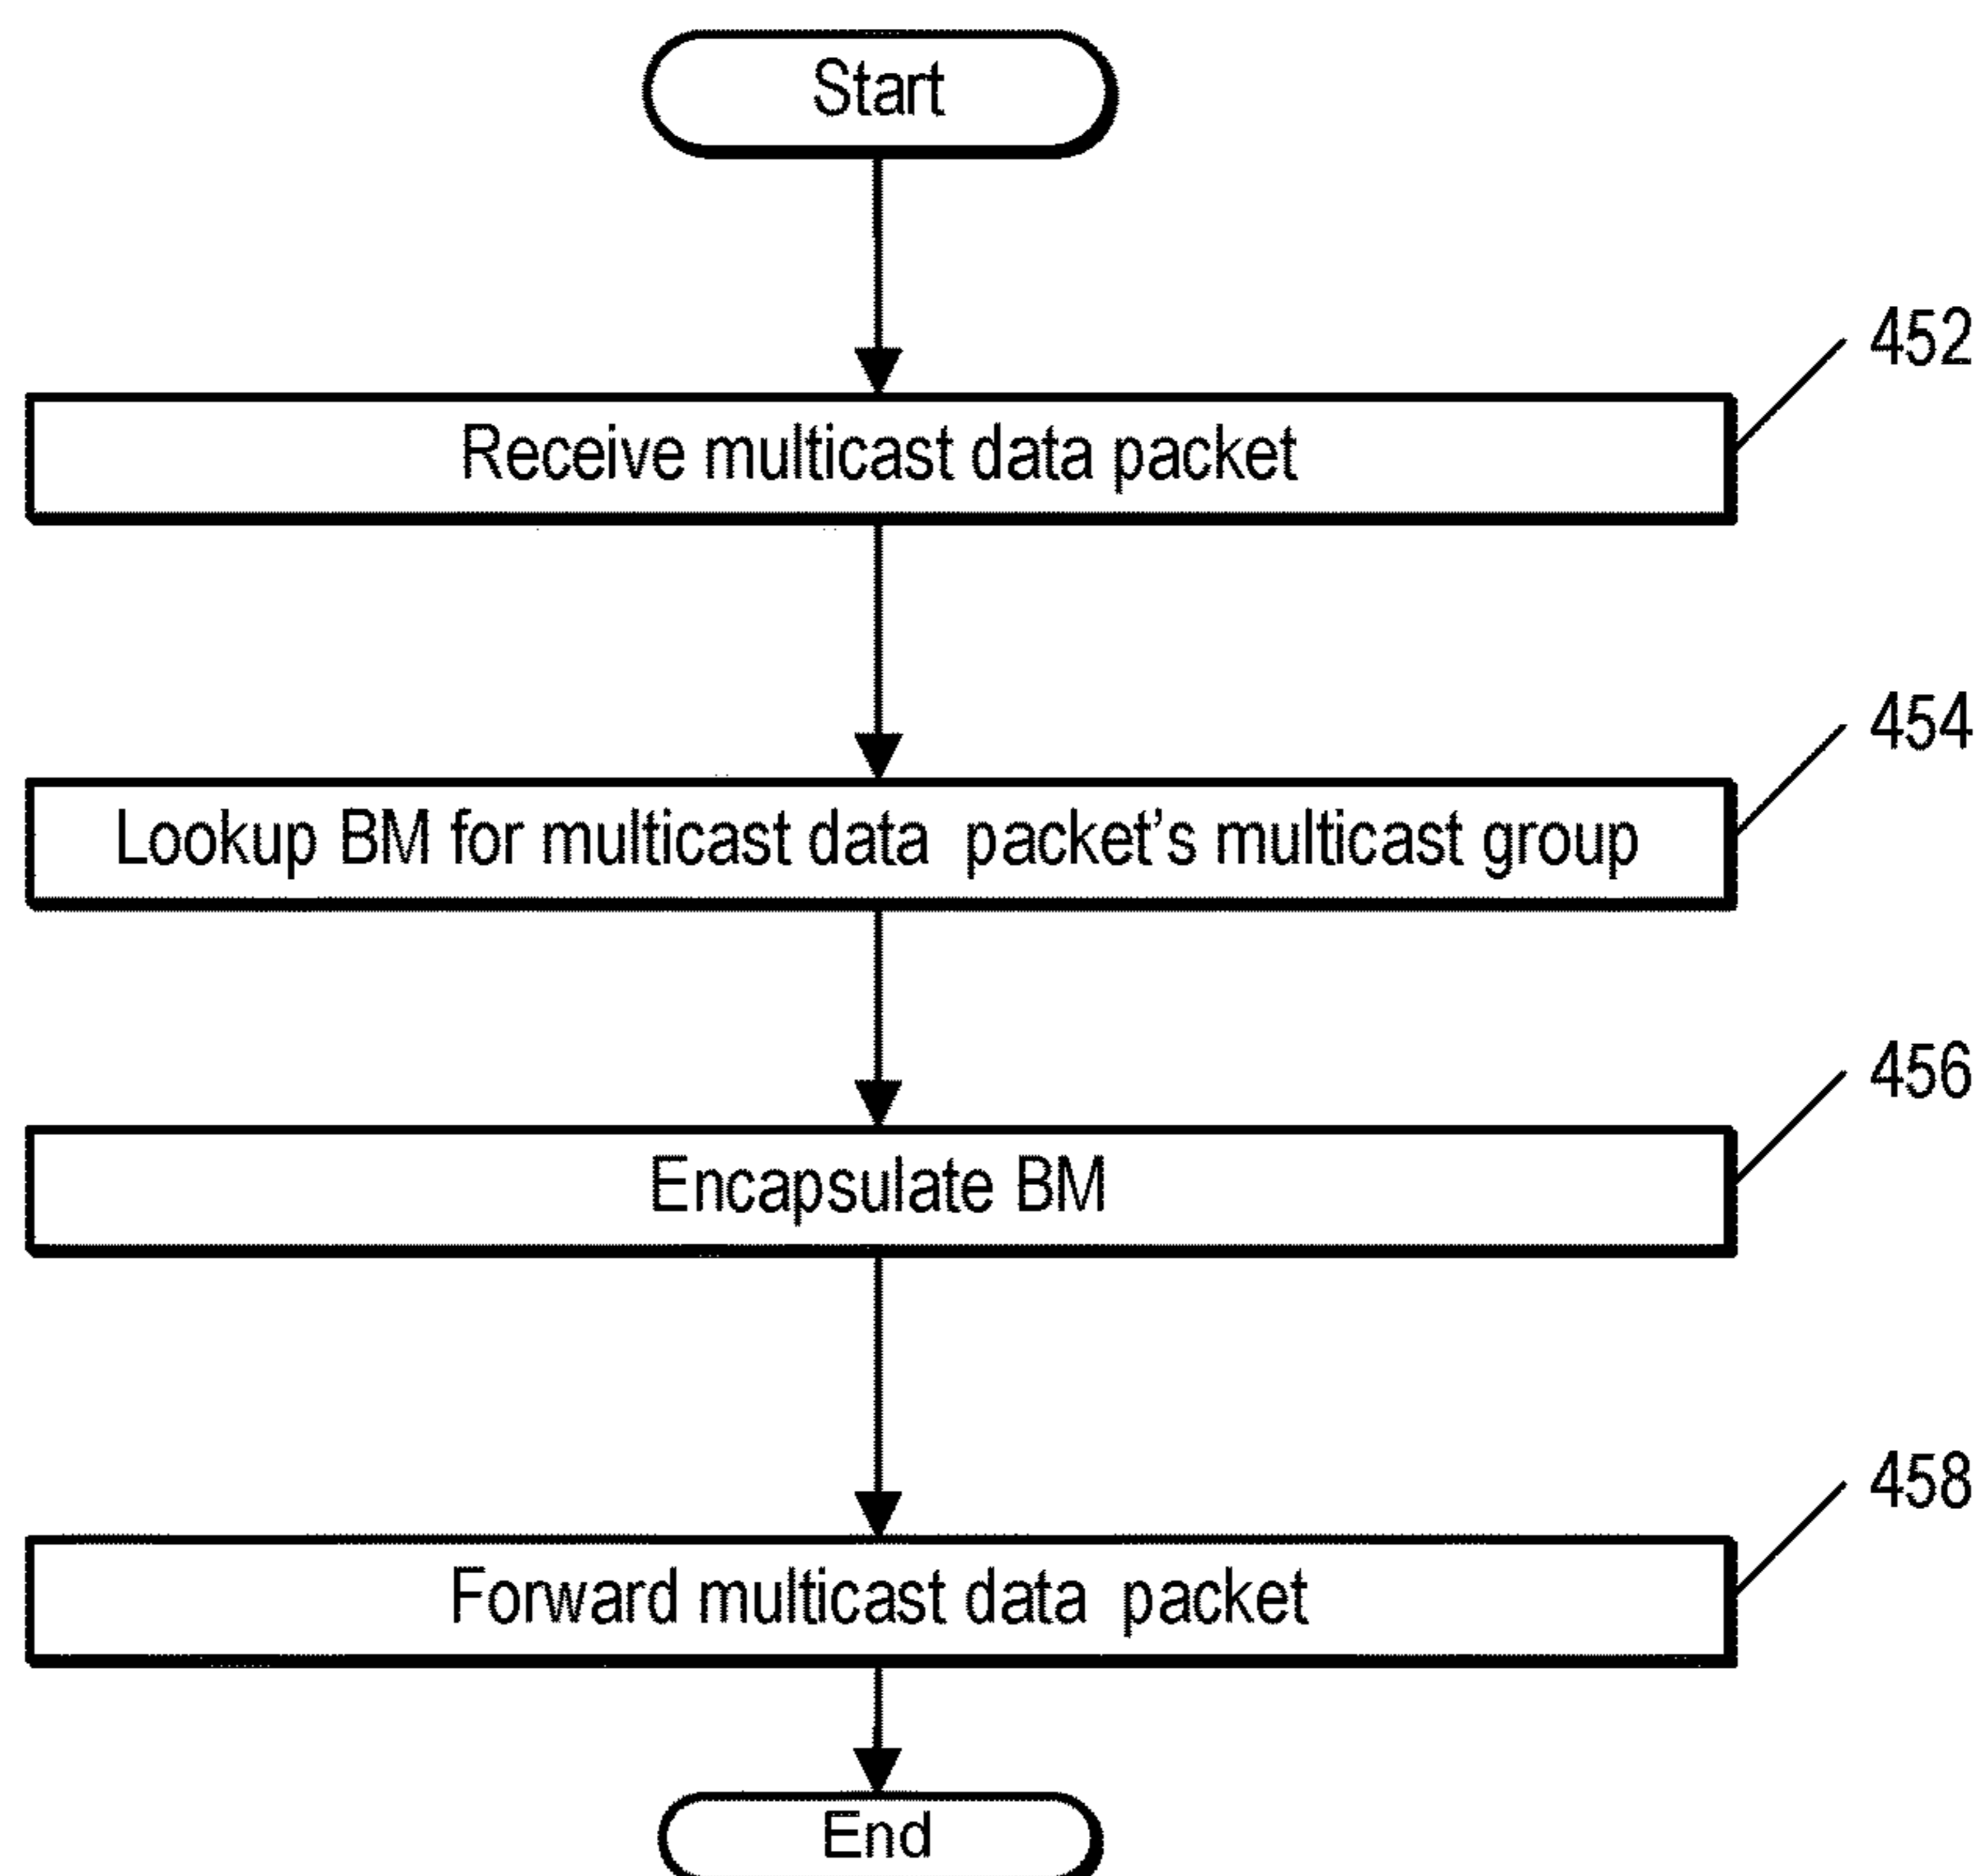 Start
452
Receive multicast data packet
454
Lookup BM for multicast data packet's multicast group
456
Encapsulate BM
458
Forward multicast data packet
End